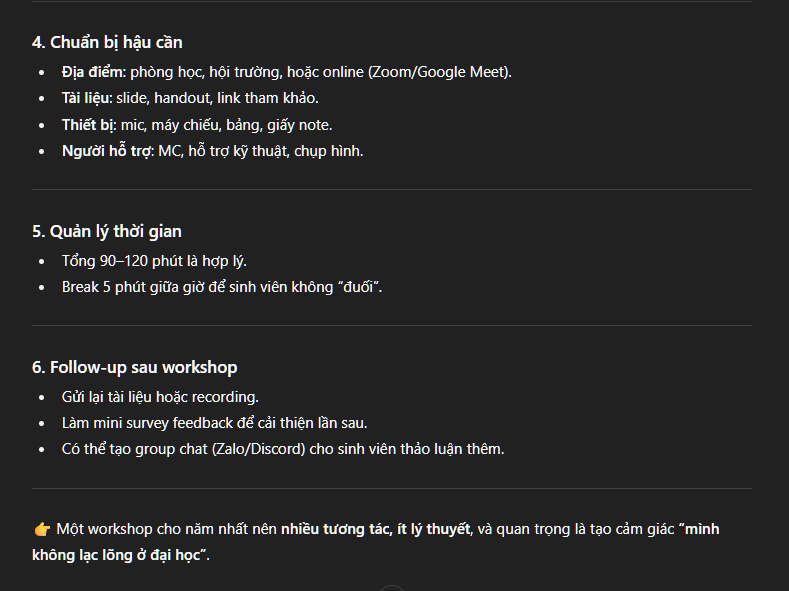 4. Chuẩn bị hậu cần
• Địa điểm: phòng học, hội trường, hoặc online (Zoom/Google Meet).
• Tài liệu: slide, handout, link tham khảo.
• Thiết bị: mic, máy chiếu, bảng, giấy note.
• Người hỗ trợ: MC, hỗ trợ kỹ thuật, chụp hình.
5. Quản lý thời gian
• Tổng 90–120 phút là hợp lý.
• Break 5 phút giữa giờ để sinh viên không “đuối”.
6. Follow-up sau workshop
• Gửi lại tài liệu hoặc recording.
• Làm mini survey feedback để cải thiện lần sau.
• Có thể tạo group chat (Zalo/Discord) cho sinh viên thảo luận thêm.
👉 Một workshop cho năm nhất nên nhiều tương tác, ít lý thuyết, và quan trọng là tạo cảm giác “mình
không lạc lõng ở đại học”.